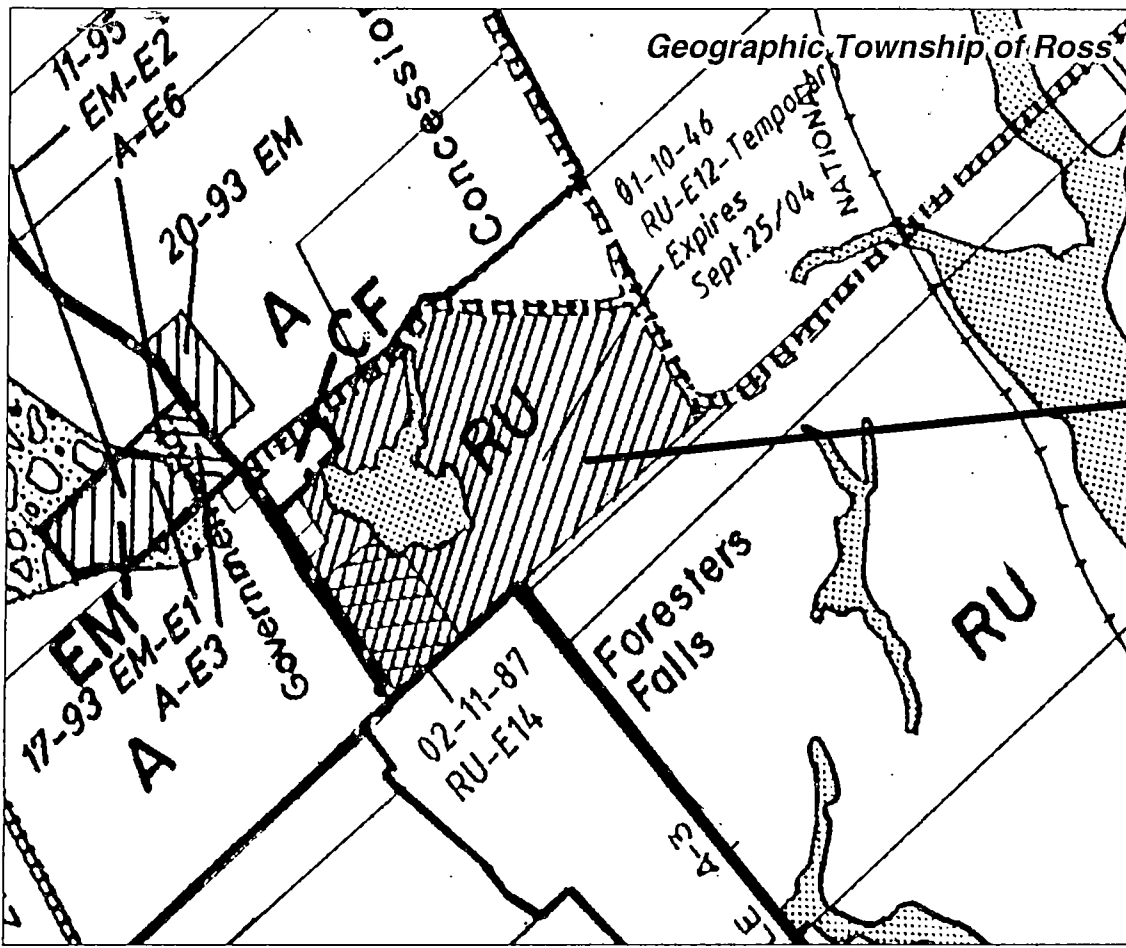 Geographic Township of Ross
11-95
EM-E2
A-E6
20-93 EM
Concessio
01-10-46
RU-E12-Temporary
Expires
Sept.25/04
NATIONAL
A
CF
RU
EM
17-93 EM-E1
A-E3
Governmen
A
02-11-87
RU-E14
Foresters
Falls
RU
A-3